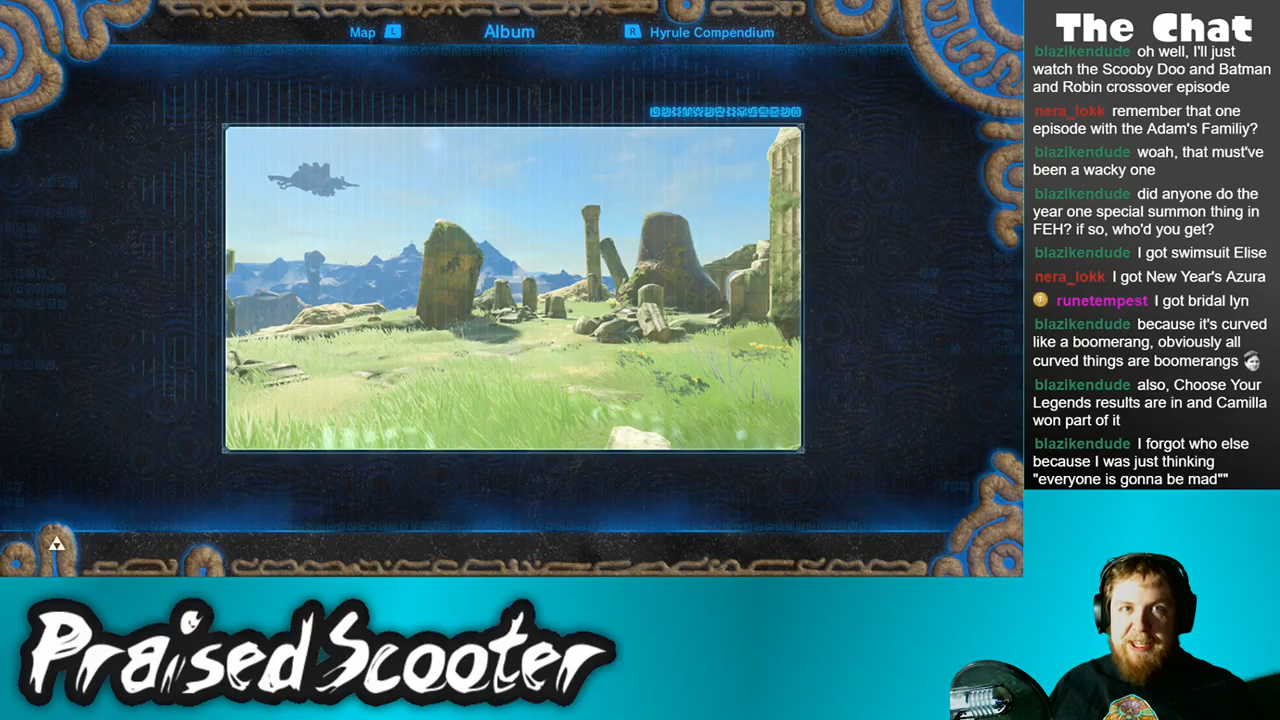 Map L
Album
R Hyrule Compendium
The Chat
blazikendude oh well, I'll just
watch the Scooby Doo and Batman
and Robin crossover episode
nera_lokk remember that one
episode with the Adam's Familiy?
blazikendude woah, that must've
been a wacky one
blazikendude did anyone do the
year one special summon thing in
FEH? if so, who'd you get?
blazikendude I got swimsuit Elise
nera_lokk I got New Year's Azura
runetempest I got bridal lyn
blazikendude because it's curved
like a boomerang, obviously all
curved things are boomerangs
blazikendude also, Choose Your
Legends results are in and Camilla
won part of it
blazikendude I forgot who else
because I was just thinking
"everyone is gonna be mad""
PraisedScooter